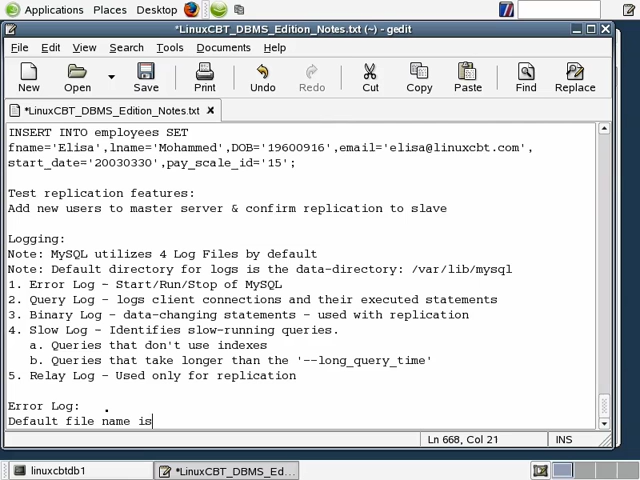 Applications Places Desktop
*LinuxCBT_DBMS_Edition_Notes.txt (~) - gedit
File Edit View Search Tools Documents Help
New Open Save Print Undo Redo Cut Copy Paste Find Replace
*LinuxCBT_DBMS_Edition_Notes.txt x
INSERT INTO employees SET
fname='Elisa',lname='Mohammed',DOB='19600916',email='elisa@linuxcbt.com',
start_date='20030330',pay_scale_id='15';
Test replication features:
Add new users to master server & confirm replication to slave
Logging:
Note: MySQL utilizes 4 Log Files by default
Note: Default directory for logs is the data-directory: /var/lib/mysql
1. Error Log - Start/Run/Stop of MySQL
2. Query Log - logs client connections and their executed statements
3. Binary Log - data-changing statements - used with replication
4. Slow Log - Identifies slow-running queries.
a. Queries that don't use indexes
b. Queries that take longer than the '--long_query_time'
5. Relay Log - Used only for replication
Error Log:
Default file name is
Ln 668, Col 21 INS
linuxcbtdb1 *LinuxCBT_DBMS_Ed...